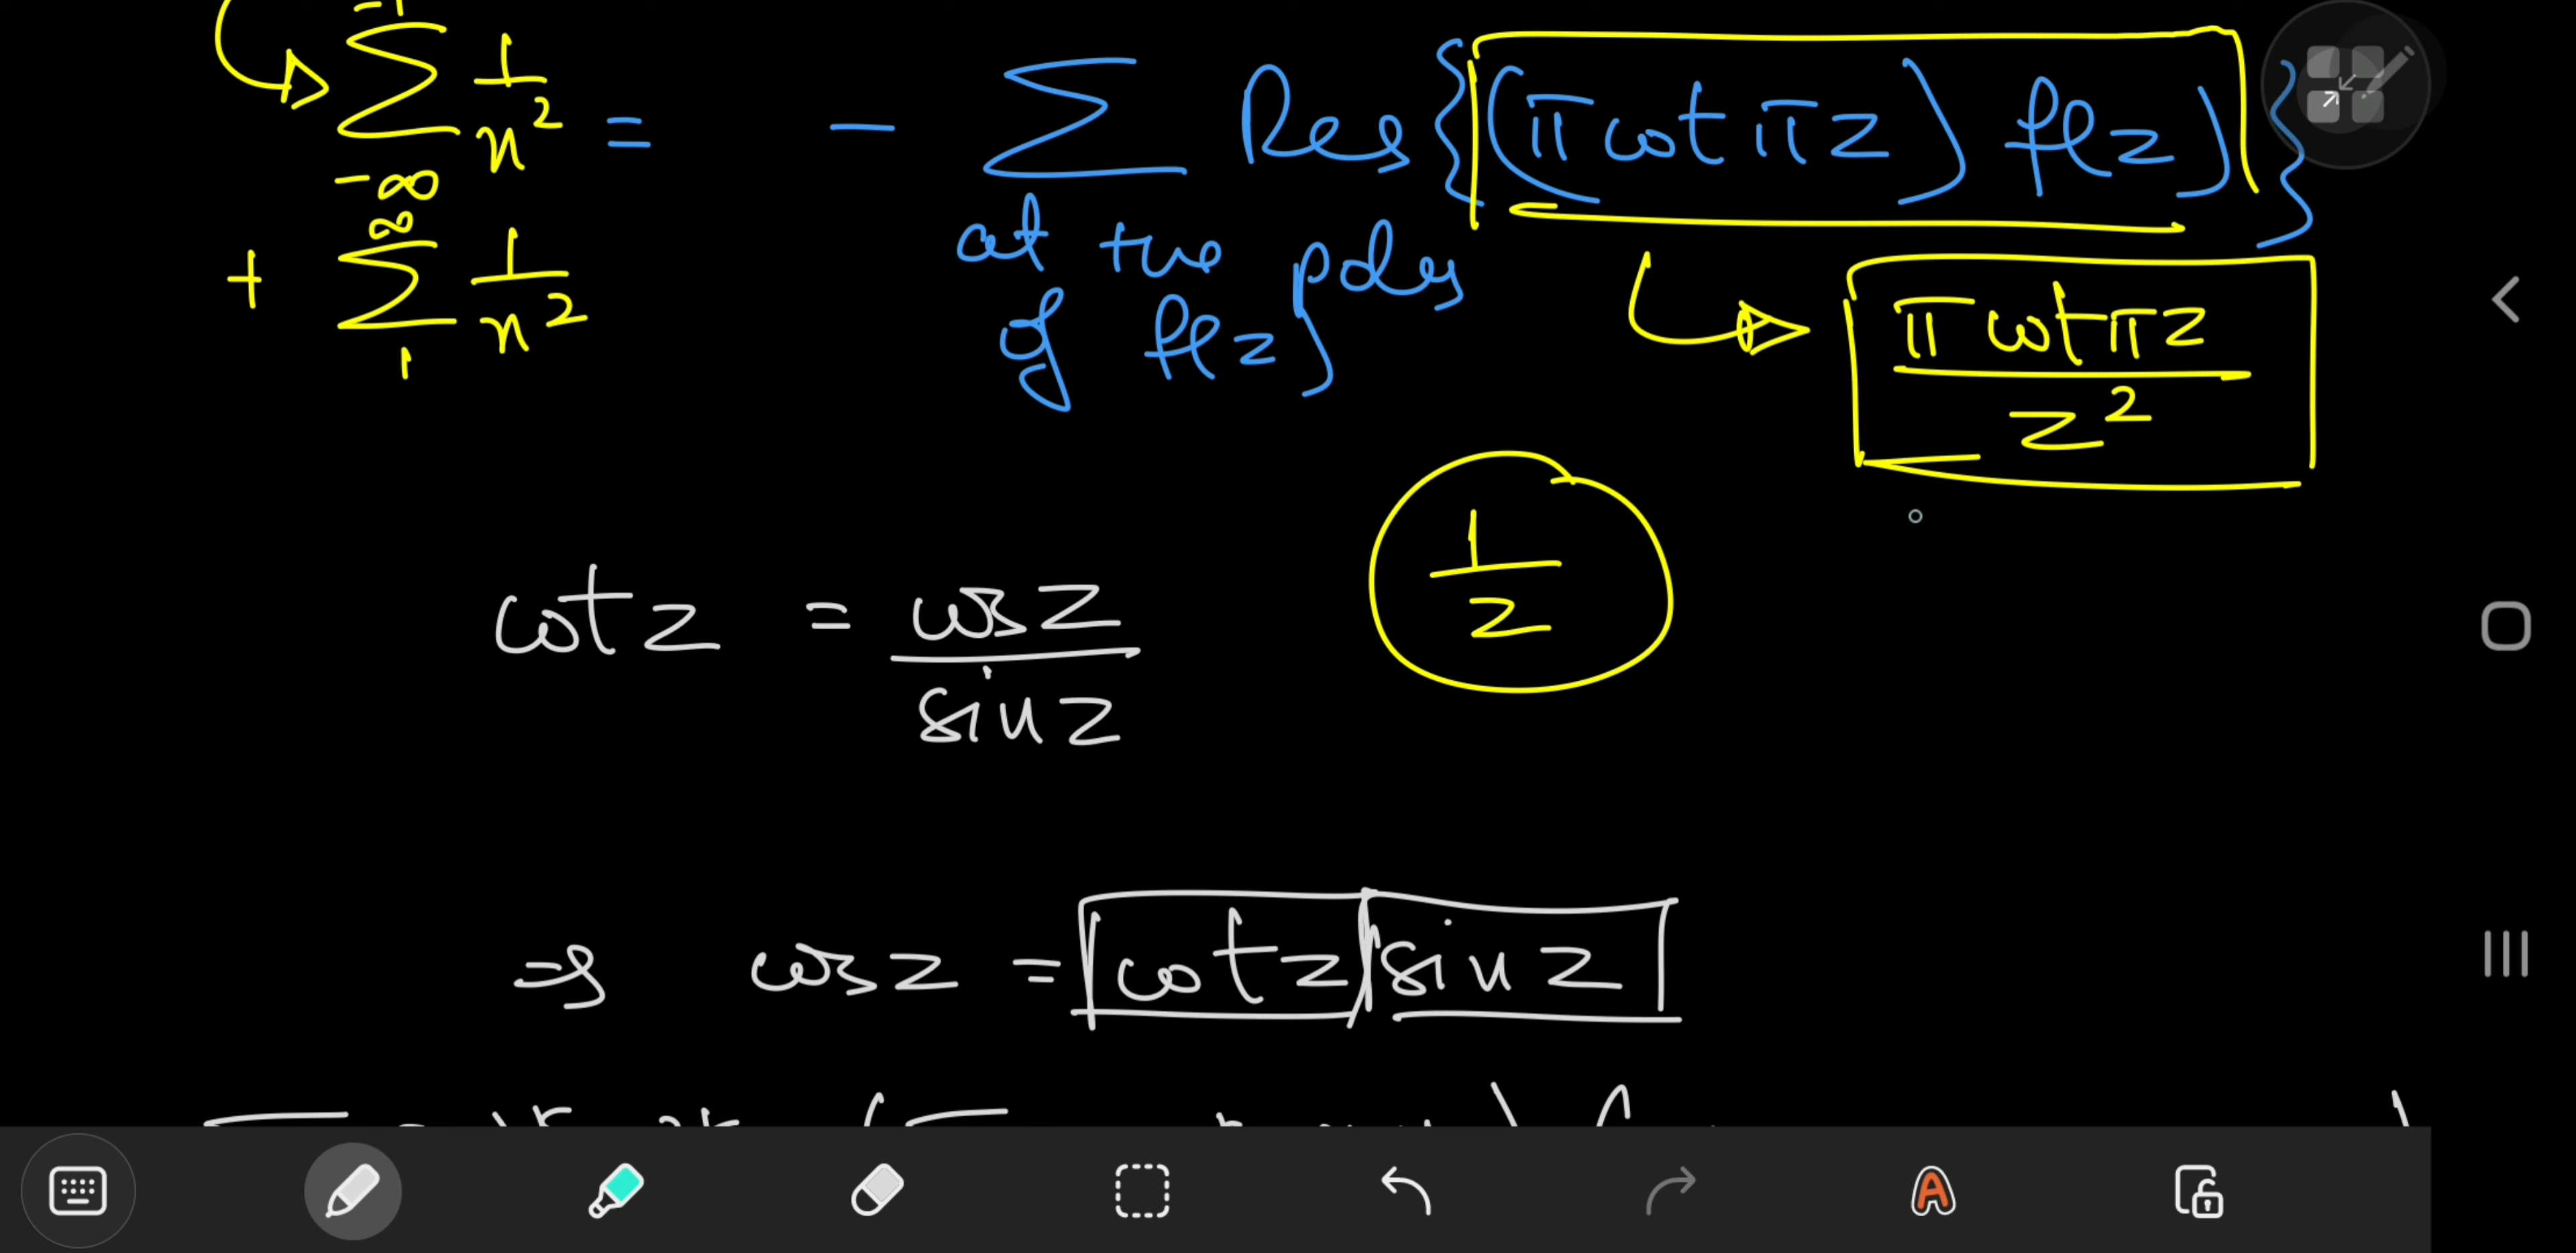 -1
∑ 1/n² = - ∑ Res{(π cot πz) f(z)}
-∞
at the poles
of f(z)
∞
+ ∑ 1/n²
1
π cot πz / z²
1/z
cot z = cos z / sin z
⇒ cos z = cot z sin z
A